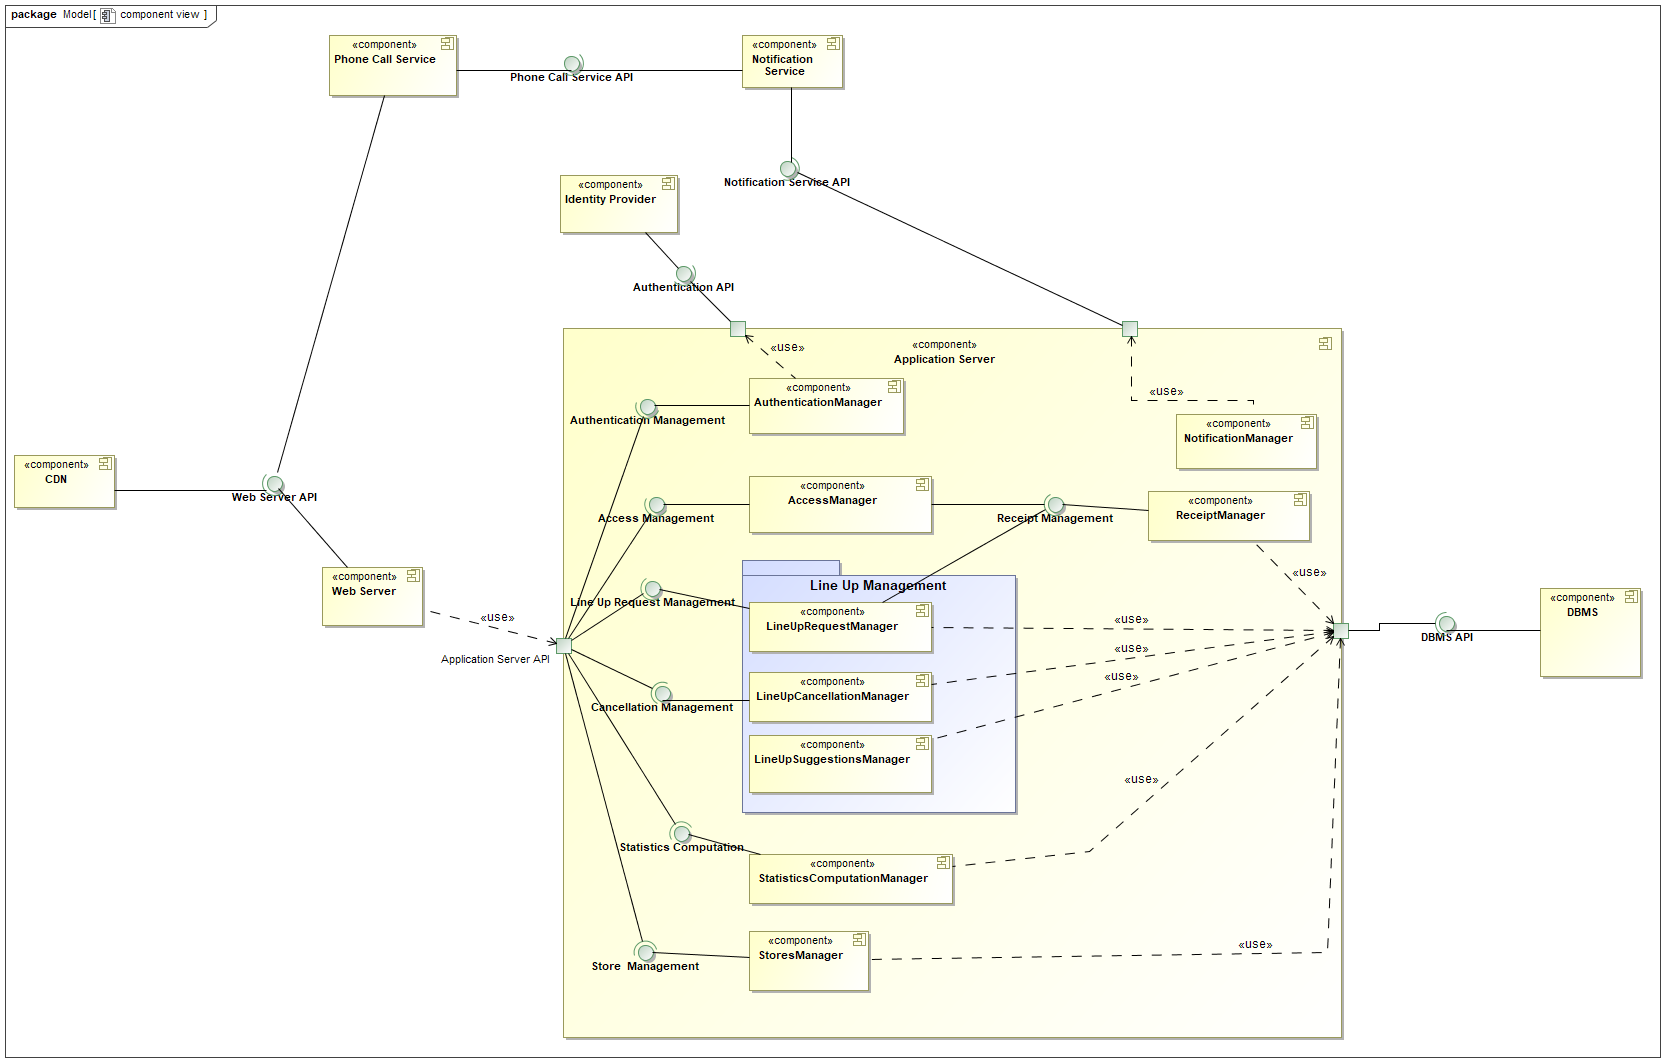 package Model[ component view ]
«component»
Phone Call Service
Phone Call Service API
«component»
Notification
Service
Notification Service API
«component»
Identity Provider
Authentication API
«component»
Application Server
«use»
«component»
AuthenticationManager
Authentication Management
«use»
«component»
NotificationManager
«component»
CDN
Web Server API
«component»
AccessManager
Access Management
Receipt Management
«component»
ReceiptManager
«use»
«component»
Web Server
«use»
Application Server API
Line Up Management
Line Up Request Management
«component»
LineUpRequestManager
«use»
«use»
«use»
DBMS API
«component»
DBMS
«component»
LineUpCancellationManager
Cancellation Management
«component»
LineUpSuggestionsManager
«use»
Statistics Computation
«component»
StatisticsComputationManager
«component»
StoresManager
Store  Management
«use»